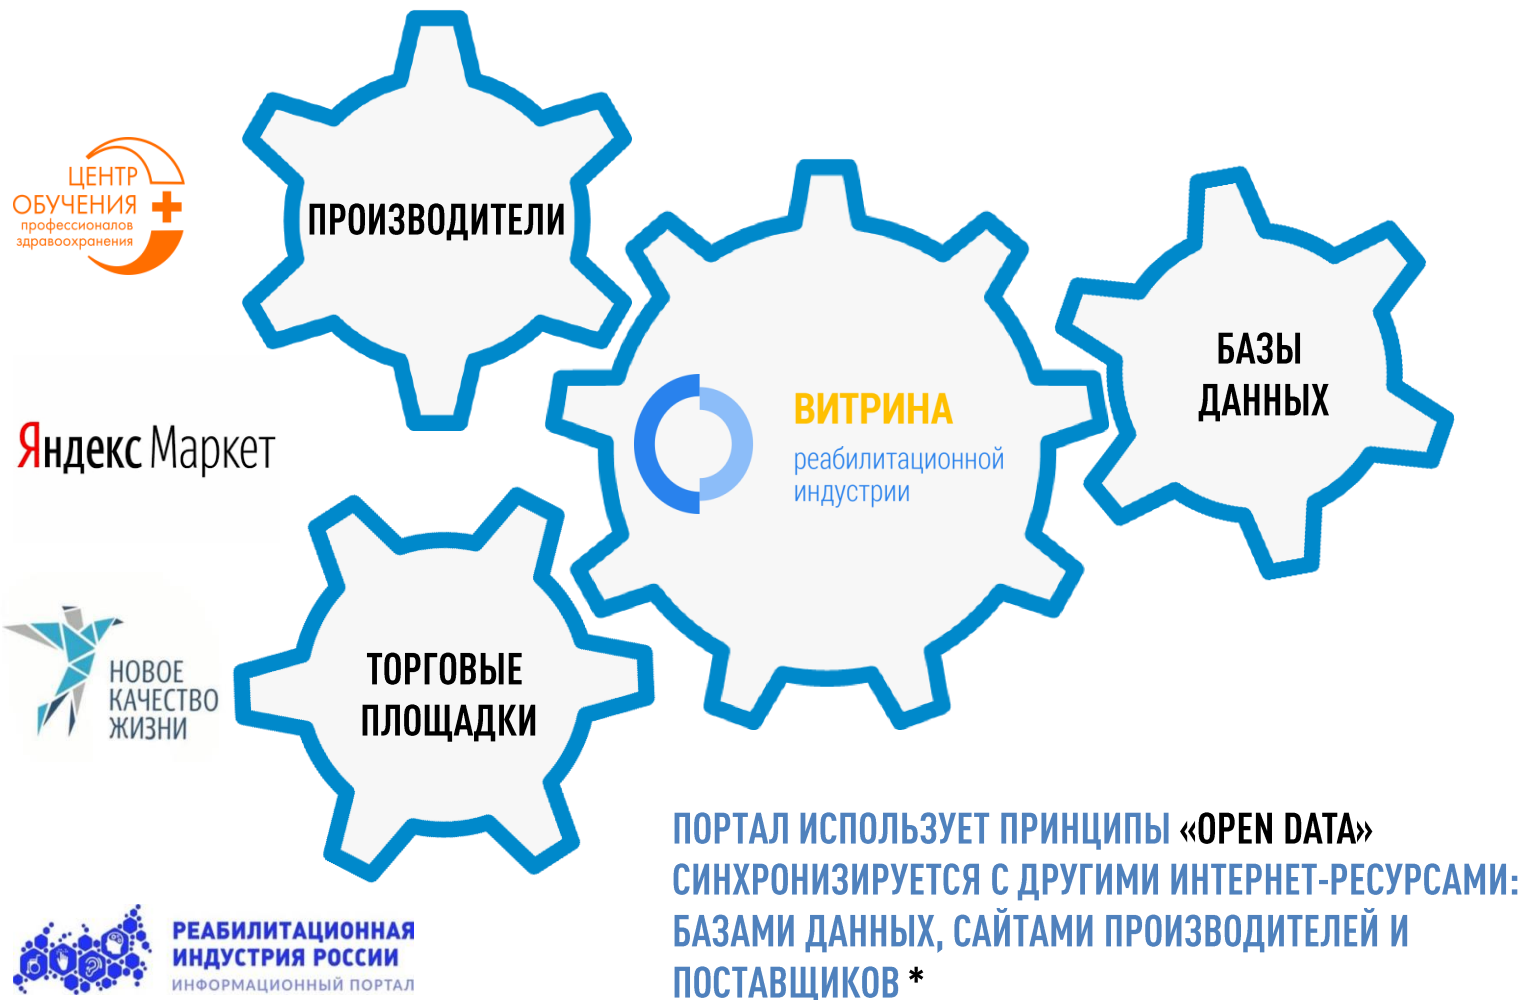 ЦЕНТР
ОБУЧЕНИЯ
профессионалов
здравоохранения
ПРОИЗВОДИТЕЛИ
БАЗЫ
ДАННЫХ
ВИТРИНА
реабилитационной
индустрии
Яндекс Маркет
НОВОЕ
КАЧЕСТВО
ЖИЗНИ
ТОРГОВЫЕ
ПЛОЩАДКИ
ПОРТАЛ ИСПОЛЬЗУЕТ ПРИНЦИПЫ «OPEN DATA»
СИНХРОНИЗИРУЕТСЯ С ДРУГИМИ ИНТЕРНЕТ-РЕСУРСАМИ:
БАЗАМИ ДАННЫХ, САЙТАМИ ПРОИЗВОДИТЕЛЕЙ И
ПОСТАВЩИКОВ *
РЕАБИЛИТАЦИОННАЯ
ИНДУСТРИЯ РОССИИ
ИНФОРМАЦИОННЫЙ ПОРТАЛ